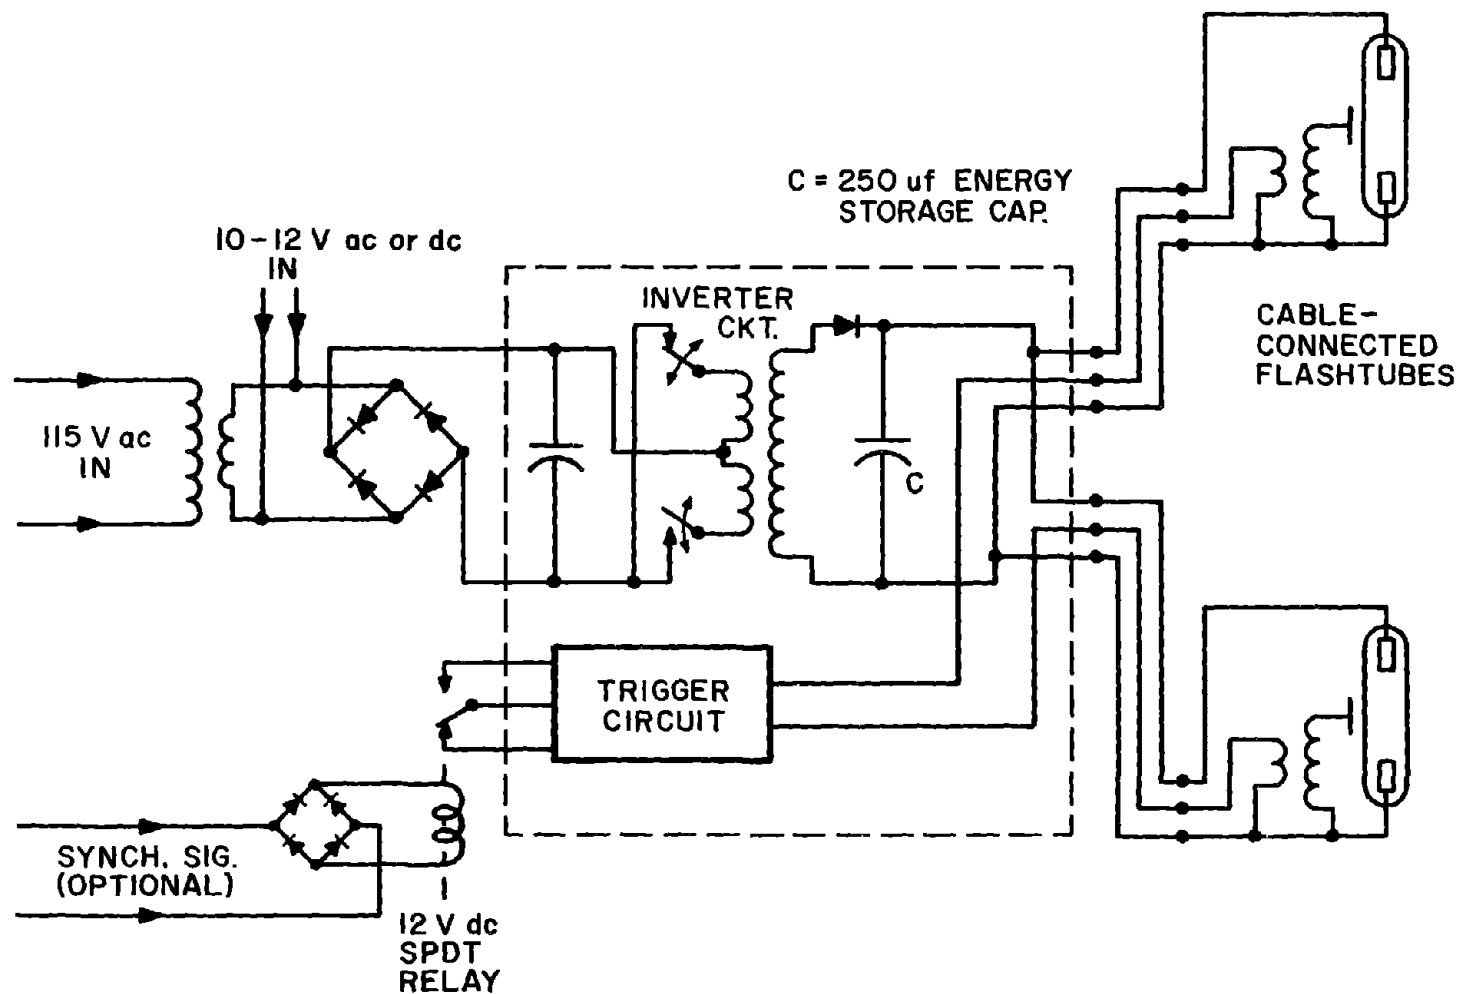 C = 250 uf ENERGY
STORAGE CAP.
10-12 V ac or dc
IN
INVERTER
CKT.
CABLE-
CONNECTED
FLASHTUBES
115 V ac
IN
C
TRIGGER
CIRCUIT
SYNCH. SIG.
(OPTIONAL)
12 V dc
SPDT
RELAY